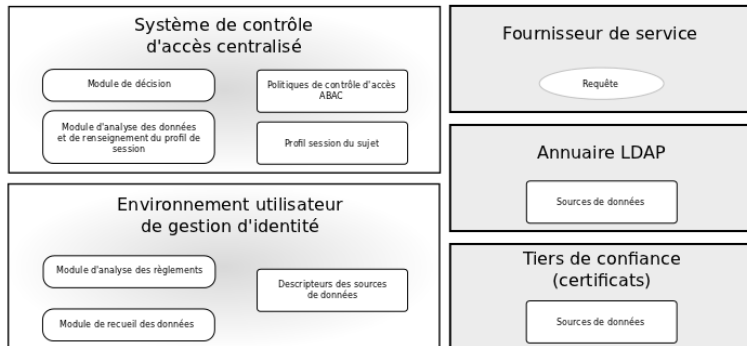 Système de contrôle
d'accès centralisé
Module de décision
Politiques de contrôle d'accès
ABAC
Module d'analyse des données
et de renseignement du profil de
session
Profil session du sujet
Environnement utilisateur
de gestion d'identité
Module d'analyse des règlements
Descripteurs des sources
de données
Module de recueil des données
Fournisseur de service
Requête
Annuaire LDAP
Sources de données
Tiers de confiance
(certificats)
Sources de données